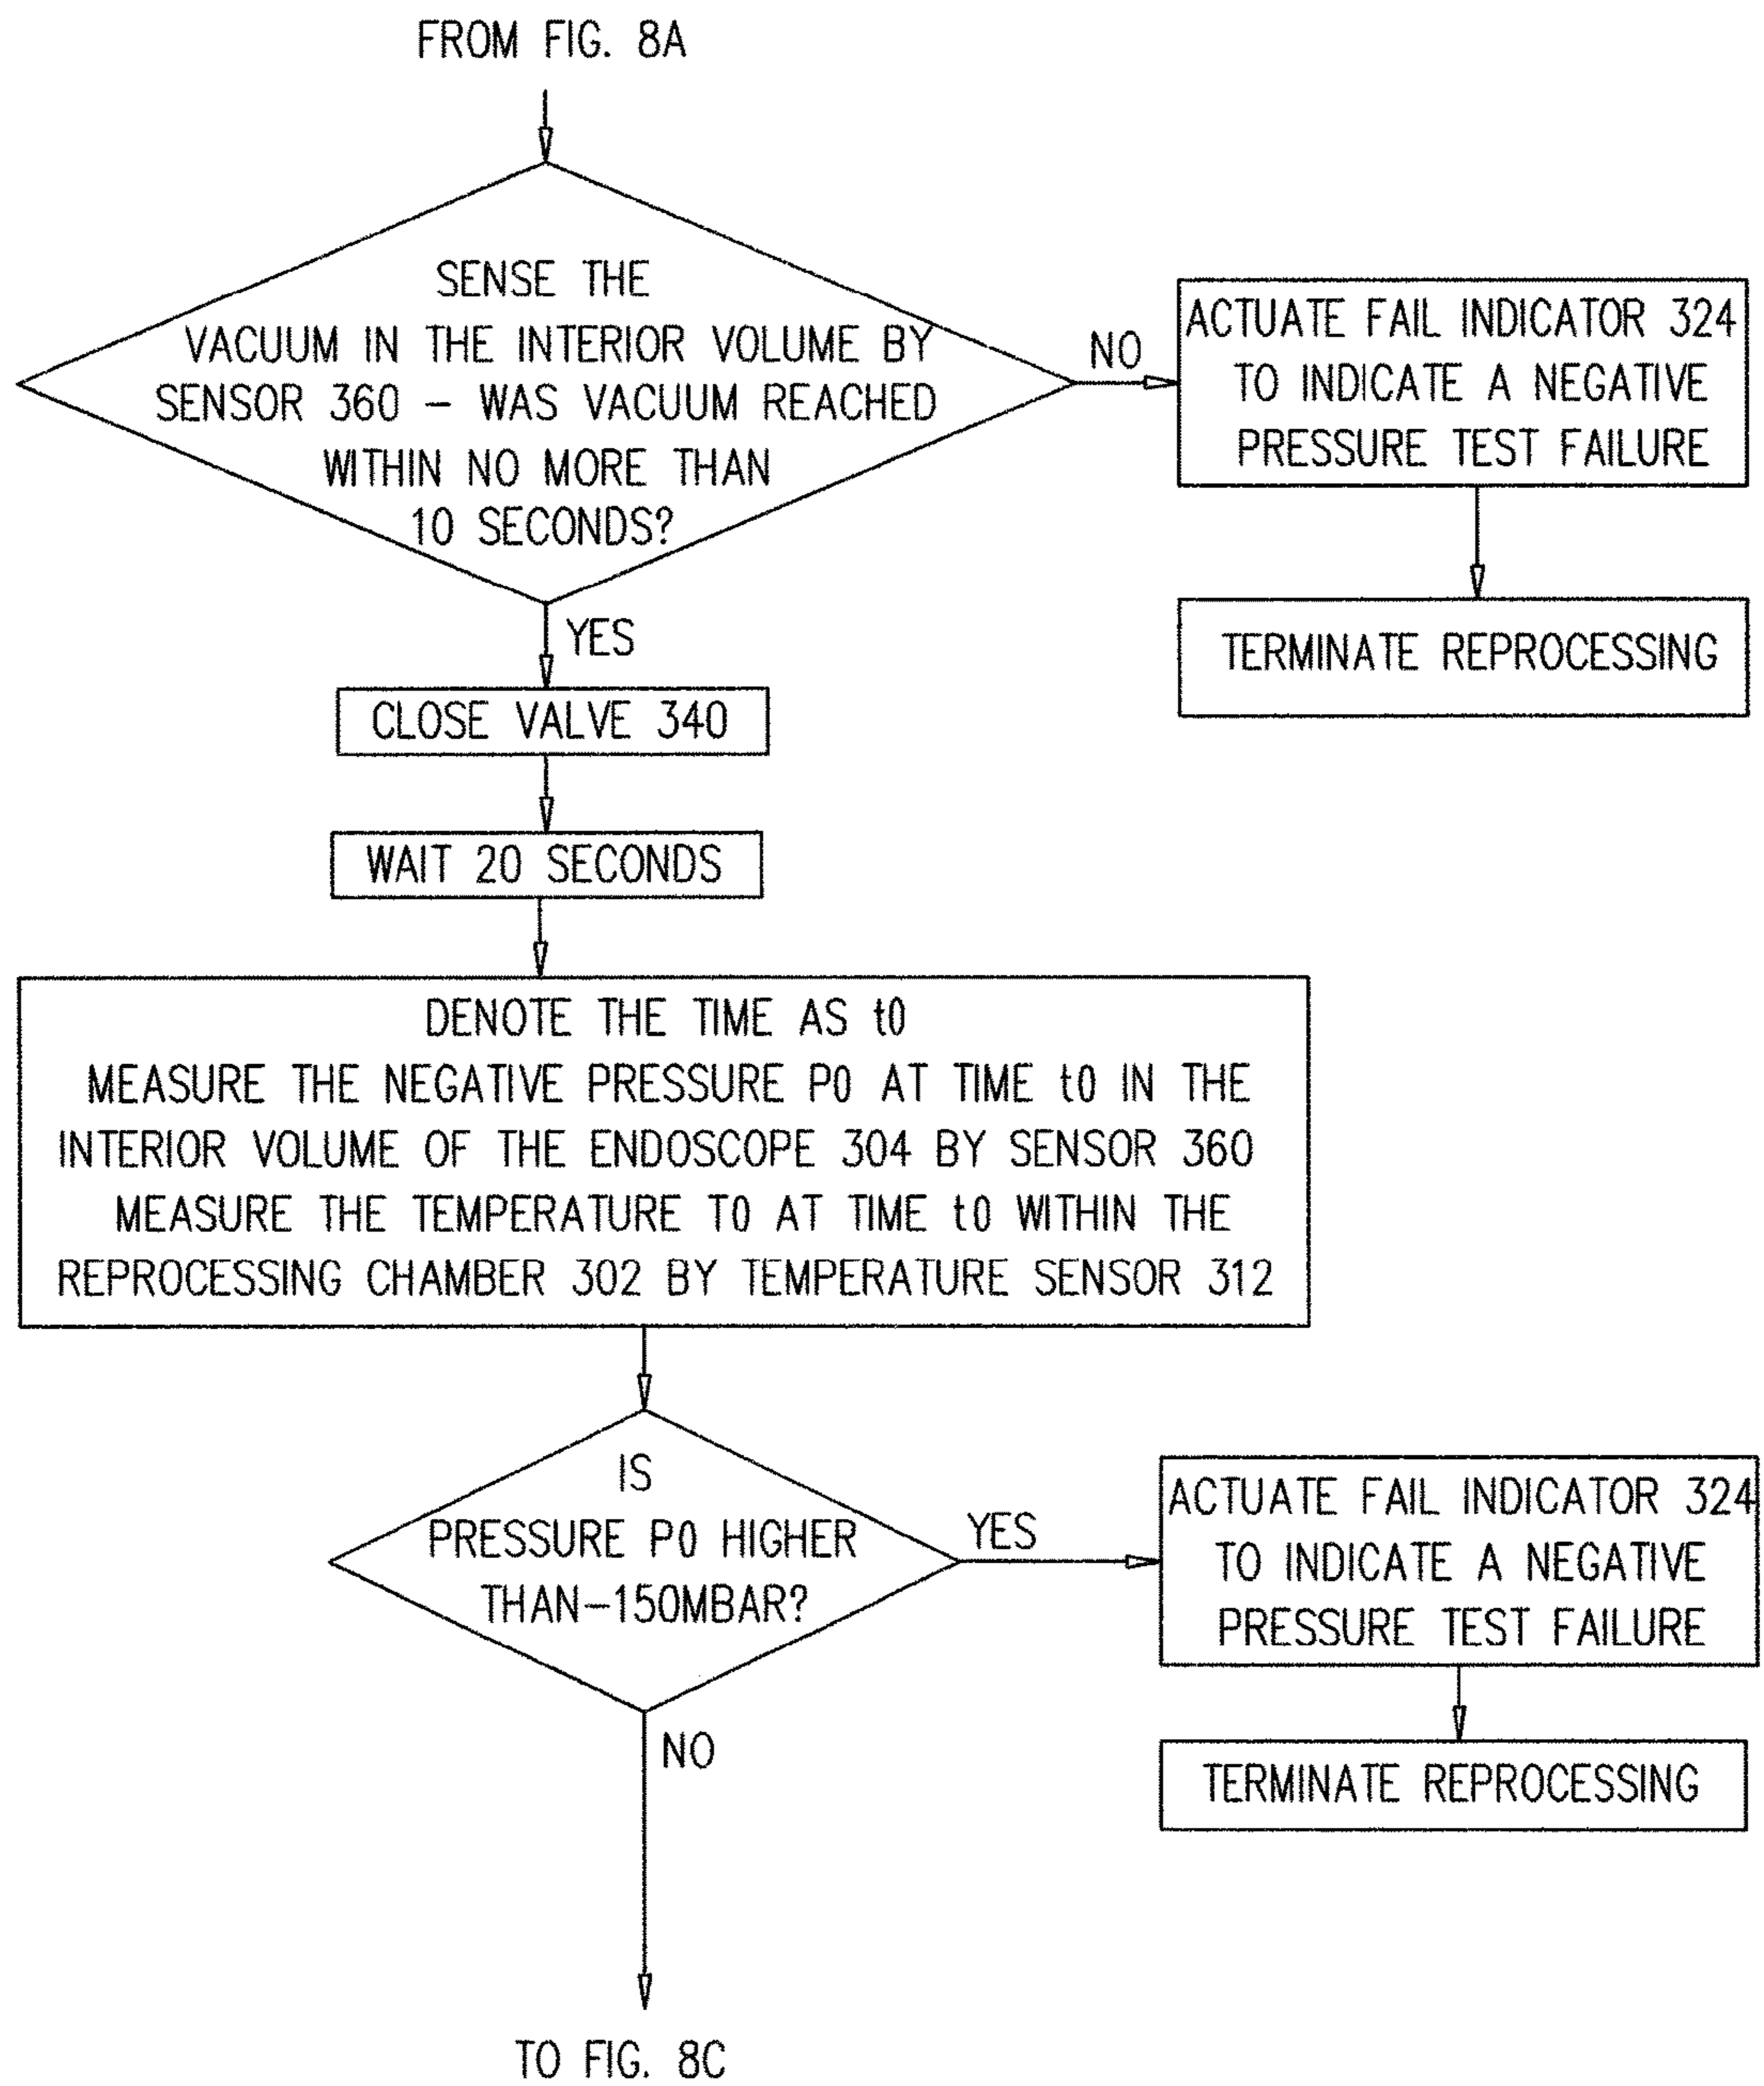 FROM FIG. 8A
SENSE THE
VACUUM IN THE INTERIOR VOLUME BY
SENSOR 360 – WAS VACUUM REACHED
WITHIN NO MORE THAN
10 SECONDS?
NO
ACTUATE FAIL INDICATOR 324
TO INDICATE A NEGATIVE
PRESSURE TEST FAILURE
TERMINATE REPROCESSING
YES
CLOSE VALVE 340
WAIT 20 SECONDS
DENOTE THE TIME AS t0
MEASURE THE NEGATIVE PRESSURE P0 AT TIME t0 IN THE
INTERIOR VOLUME OF THE ENDOSCOPE 304 BY SENSOR 360
MEASURE THE TEMPERATURE T0 AT TIME t0 WITHIN THE
REPROCESSING CHAMBER 302 BY TEMPERATURE SENSOR 312
IS
PRESSURE P0 HIGHER
THAN–150MBAR?
YES
ACTUATE FAIL INDICATOR 324
TO INDICATE A NEGATIVE
PRESSURE TEST FAILURE
TERMINATE REPROCESSING
NO
TO FIG. 8C